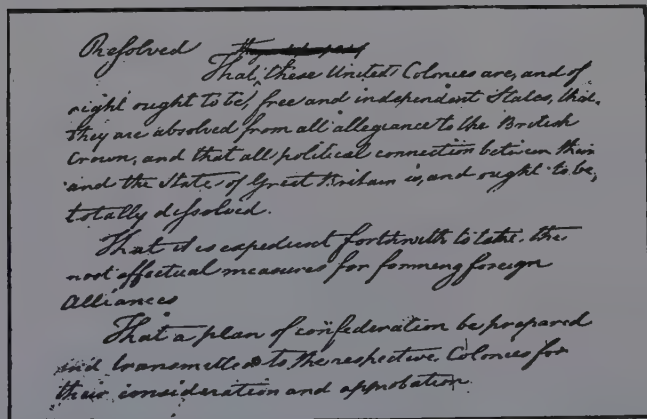 Resolved
That these United Colonies are, and of
right ought to be, free and independent States, that
they are absolved from all allegiance to the British
Crown, and that all political connection between them
and the State of Great Britain is, and ought to be,
totally dissolved.
That it is expedient forthwith to take the
most effectual measures for forming foreign
Alliances
That a plan of confederation be prepared
and transmitted to the respective Colonies for
their consideration and approbation